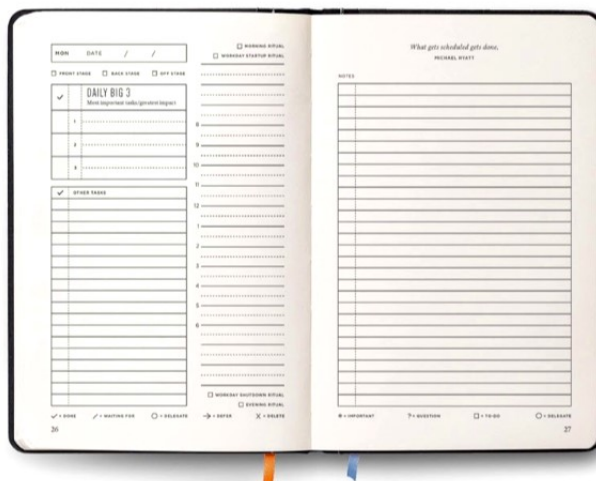 MON DATE / /
FRONT STAGE BACK STAGE OFF STAGE
DAILY BIG 3
Most important tasks/greatest impact
1
2
3
OTHER TASKS
MORNING RITUAL
WORKDAY STARTUP RITUAL
8
9
10
11
12
1
2
3
4
5
6
WORKDAY SHUTDOWN RITUAL
EVENING RITUAL
= DONE = WAITING FOR = DELEGATE = DEFER = DELETE
26
What gets scheduled gets done.
MICHAEL HYATT
NOTES
= IMPORTANT ? = QUESTION = TO-DO = DELEGATE
27